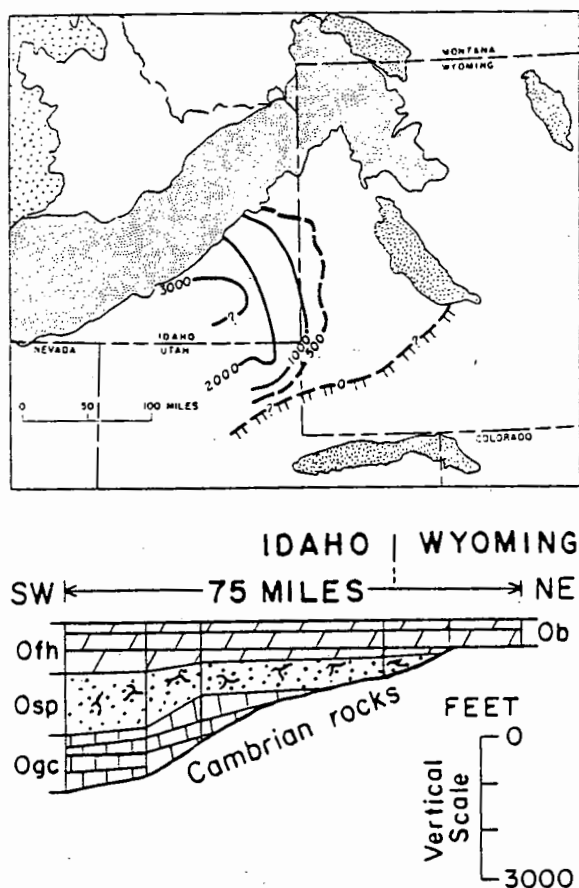 MONTANA
WYOMING
3000
?
IDAHO
NEVADA
UTAH
2000
1000
500
?
?
0
?
0 50 100 MILES
COLORADO
IDAHO | WYOMING
SW 75 MILES NE
Ofh
Ob
Osp
Ogc
Cambrian rocks
FEET
0
Vertical
Scale
3000